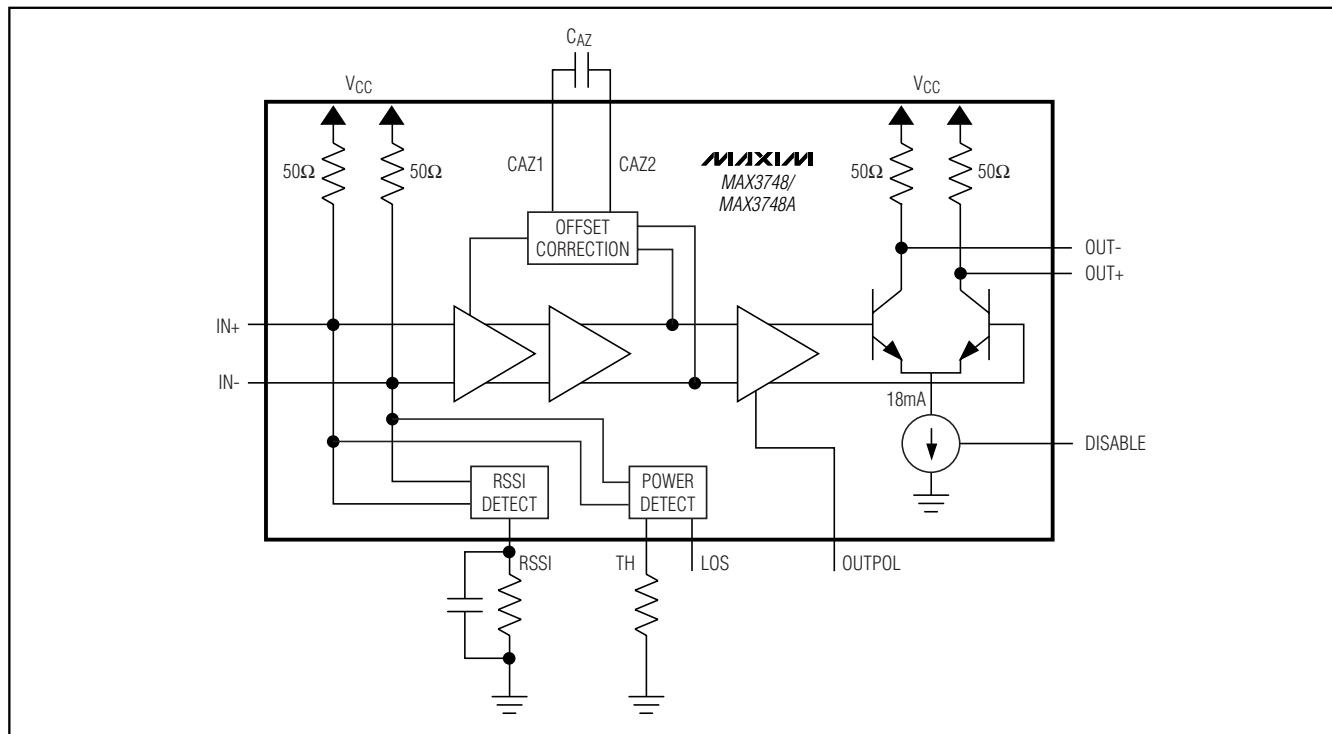 C_AZ
V_CC
V_CC
50Ω
50Ω
CAZ1
CAZ2
MAXIM
MAX3748/
MAX3748A
50Ω
50Ω
OFFSET
CORRECTION
OUT-
OUT+
IN+
IN-
18mA
DISABLE
RSSI
DETECT
POWER
DETECT
RSSI
TH
LOS
OUTPOL